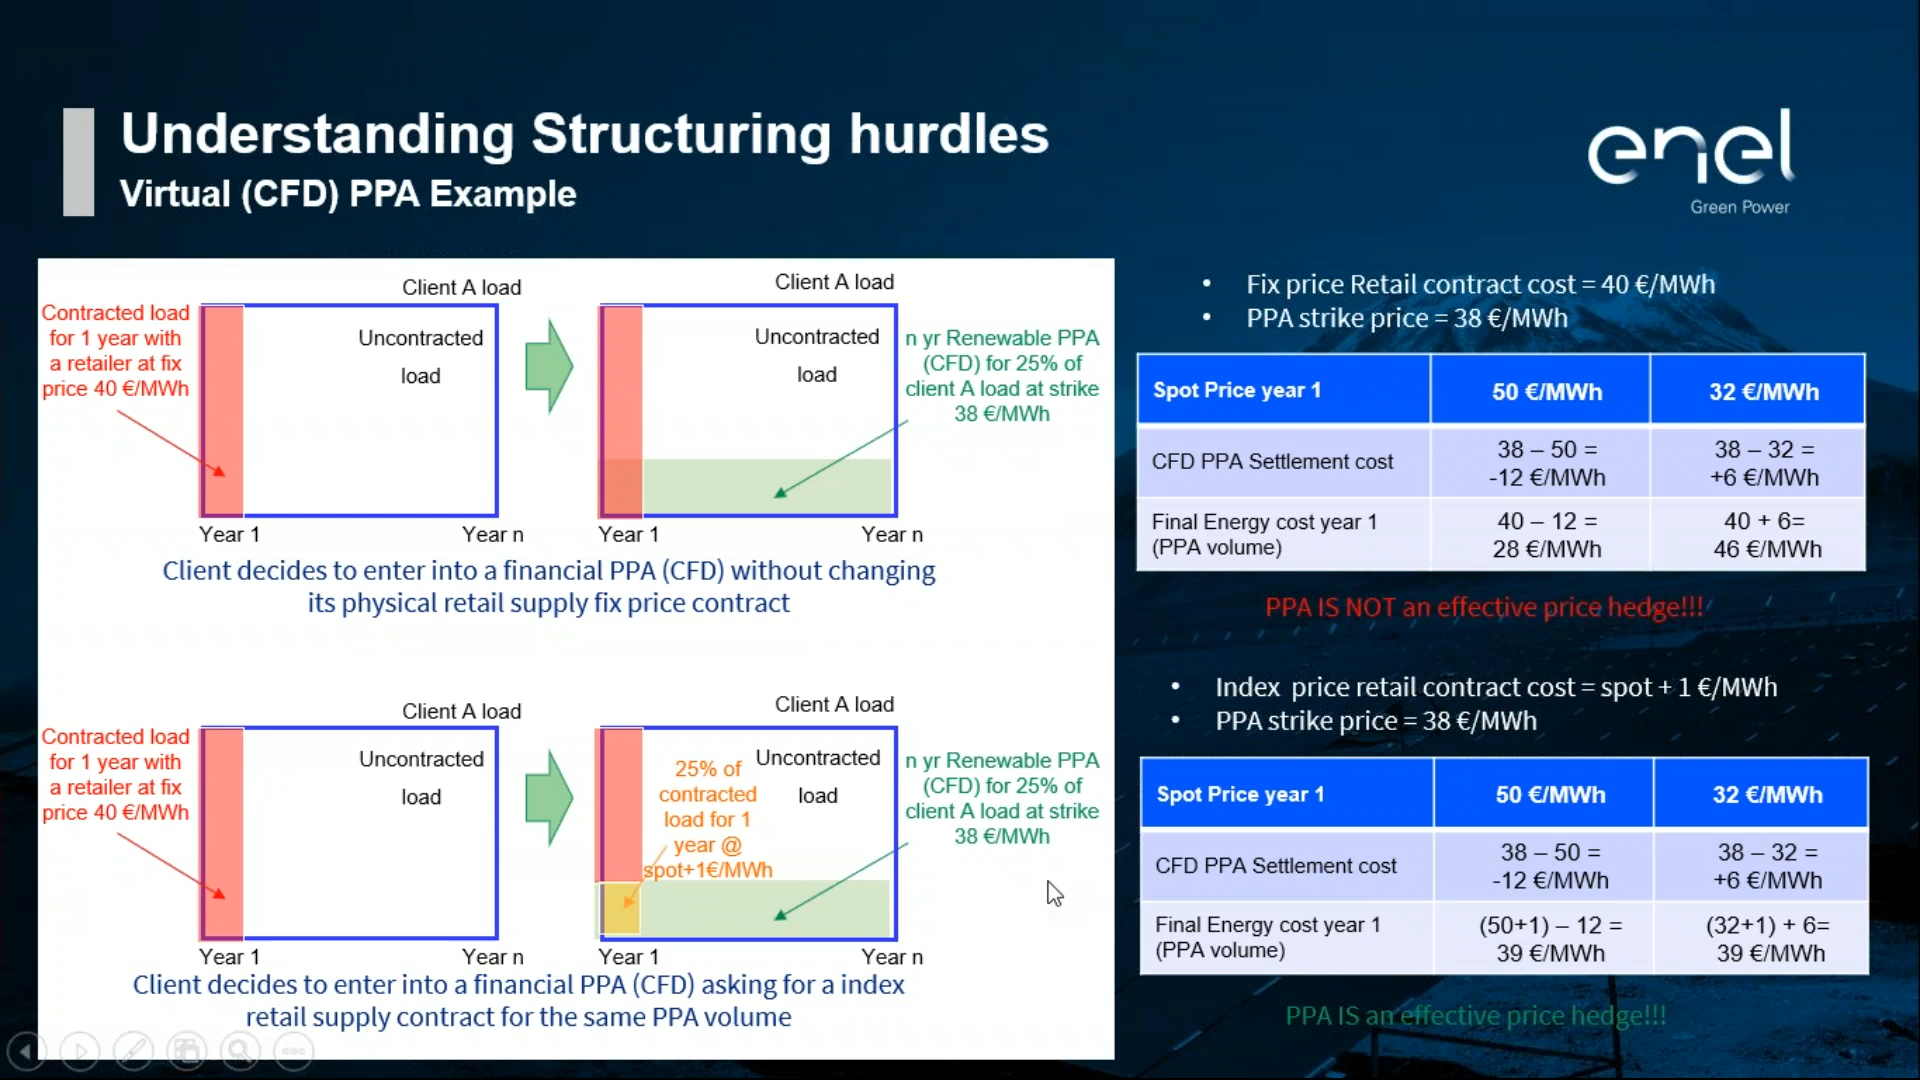 Understanding Structuring hurdles
Virtual (CFD) PPA Example
enel
Green Power
Client A load
Contracted load
for 1 year with
a retailer at fix
price 40 €/MWh
Uncontracted
load
Year 1
Year n
Client A load
Uncontracted
load
n yr Renewable PPA
(CFD) for 25% of
client A load at strike
38 €/MWh
Year 1
Year n
Client decides to enter into a financial PPA (CFD) without changing
its physical retail supply fix price contract
• Fix price Retail contract cost = 40 €/MWh
• PPA strike price = 38 €/MWh
Spot Price year 1
50 €/MWh
32 €/MWh
CFD PPA Settlement cost
38 – 50 =
-12 €/MWh
38 – 32 =
+6 €/MWh
Final Energy cost year 1
(PPA volume)
40 – 12 =
28 €/MWh
40 + 6=
46 €/MWh
PPA IS NOT an effective price hedge!!!
Client A load
Contracted load
for 1 year with
a retailer at fix
price 40 €/MWh
Uncontracted
load
Year 1
Year n
Client A load
25% of
contracted
load for 1
year @
spot+1€/MWh
Uncontracted
load
n yr Renewable PPA
(CFD) for 25% of
client A load at strike
38 €/MWh
Year 1
Year n
Client decides to enter into a financial PPA (CFD) asking for a index
retail supply contract for the same PPA volume
• Index price retail contract cost = spot + 1 €/MWh
• PPA strike price = 38 €/MWh
Spot Price year 1
50 €/MWh
32 €/MWh
CFD PPA Settlement cost
38 – 50 =
-12 €/MWh
38 – 32 =
+6 €/MWh
Final Energy cost year 1
(PPA volume)
(50+1) – 12 =
39 €/MWh
(32+1) + 6=
39 €/MWh
PPA IS an effective price hedge!!!